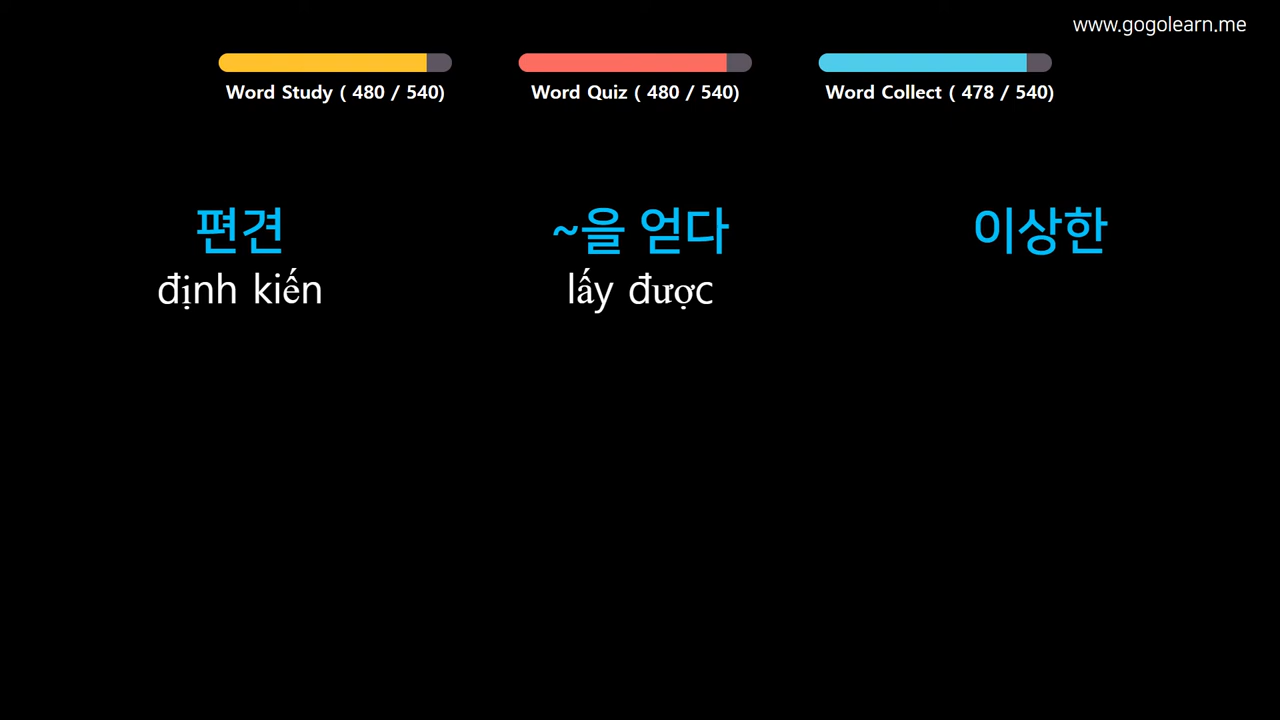 www.gogolearn.me
Word Study ( 480 / 540)
Word Quiz ( 480 / 540)
Word Collect ( 478 / 540)
편견
định kiến
~을 얻다
lấy được
이상한